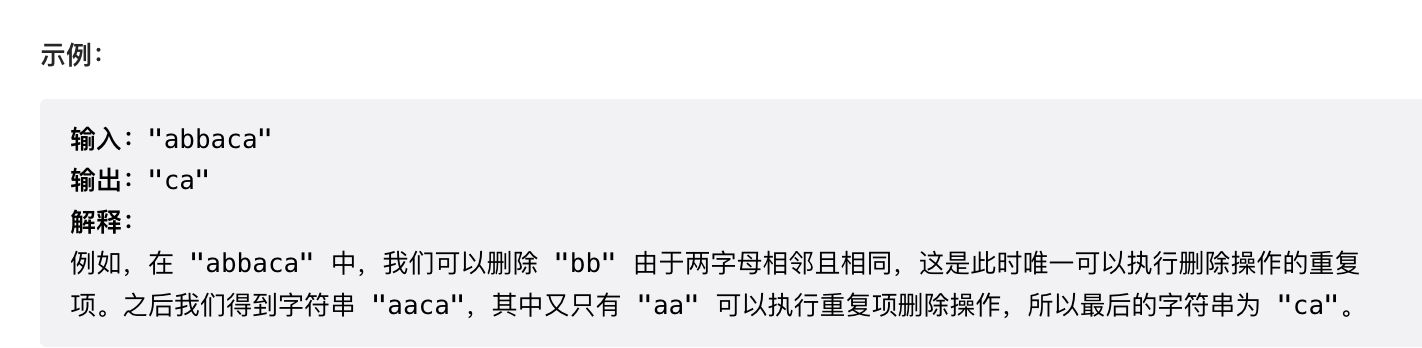 示例：
输入："abbaca"
输出："ca"
解释：
例如，在 "abbaca" 中，我们可以删除 "bb" 由于两字母相邻且相同，这是此时唯一可以执行删除操作的重复
项。之后我们得到字符串 "aaca"，其中又只有 "aa" 可以执行重复项删除操作，所以最后的字符串为 "ca"。